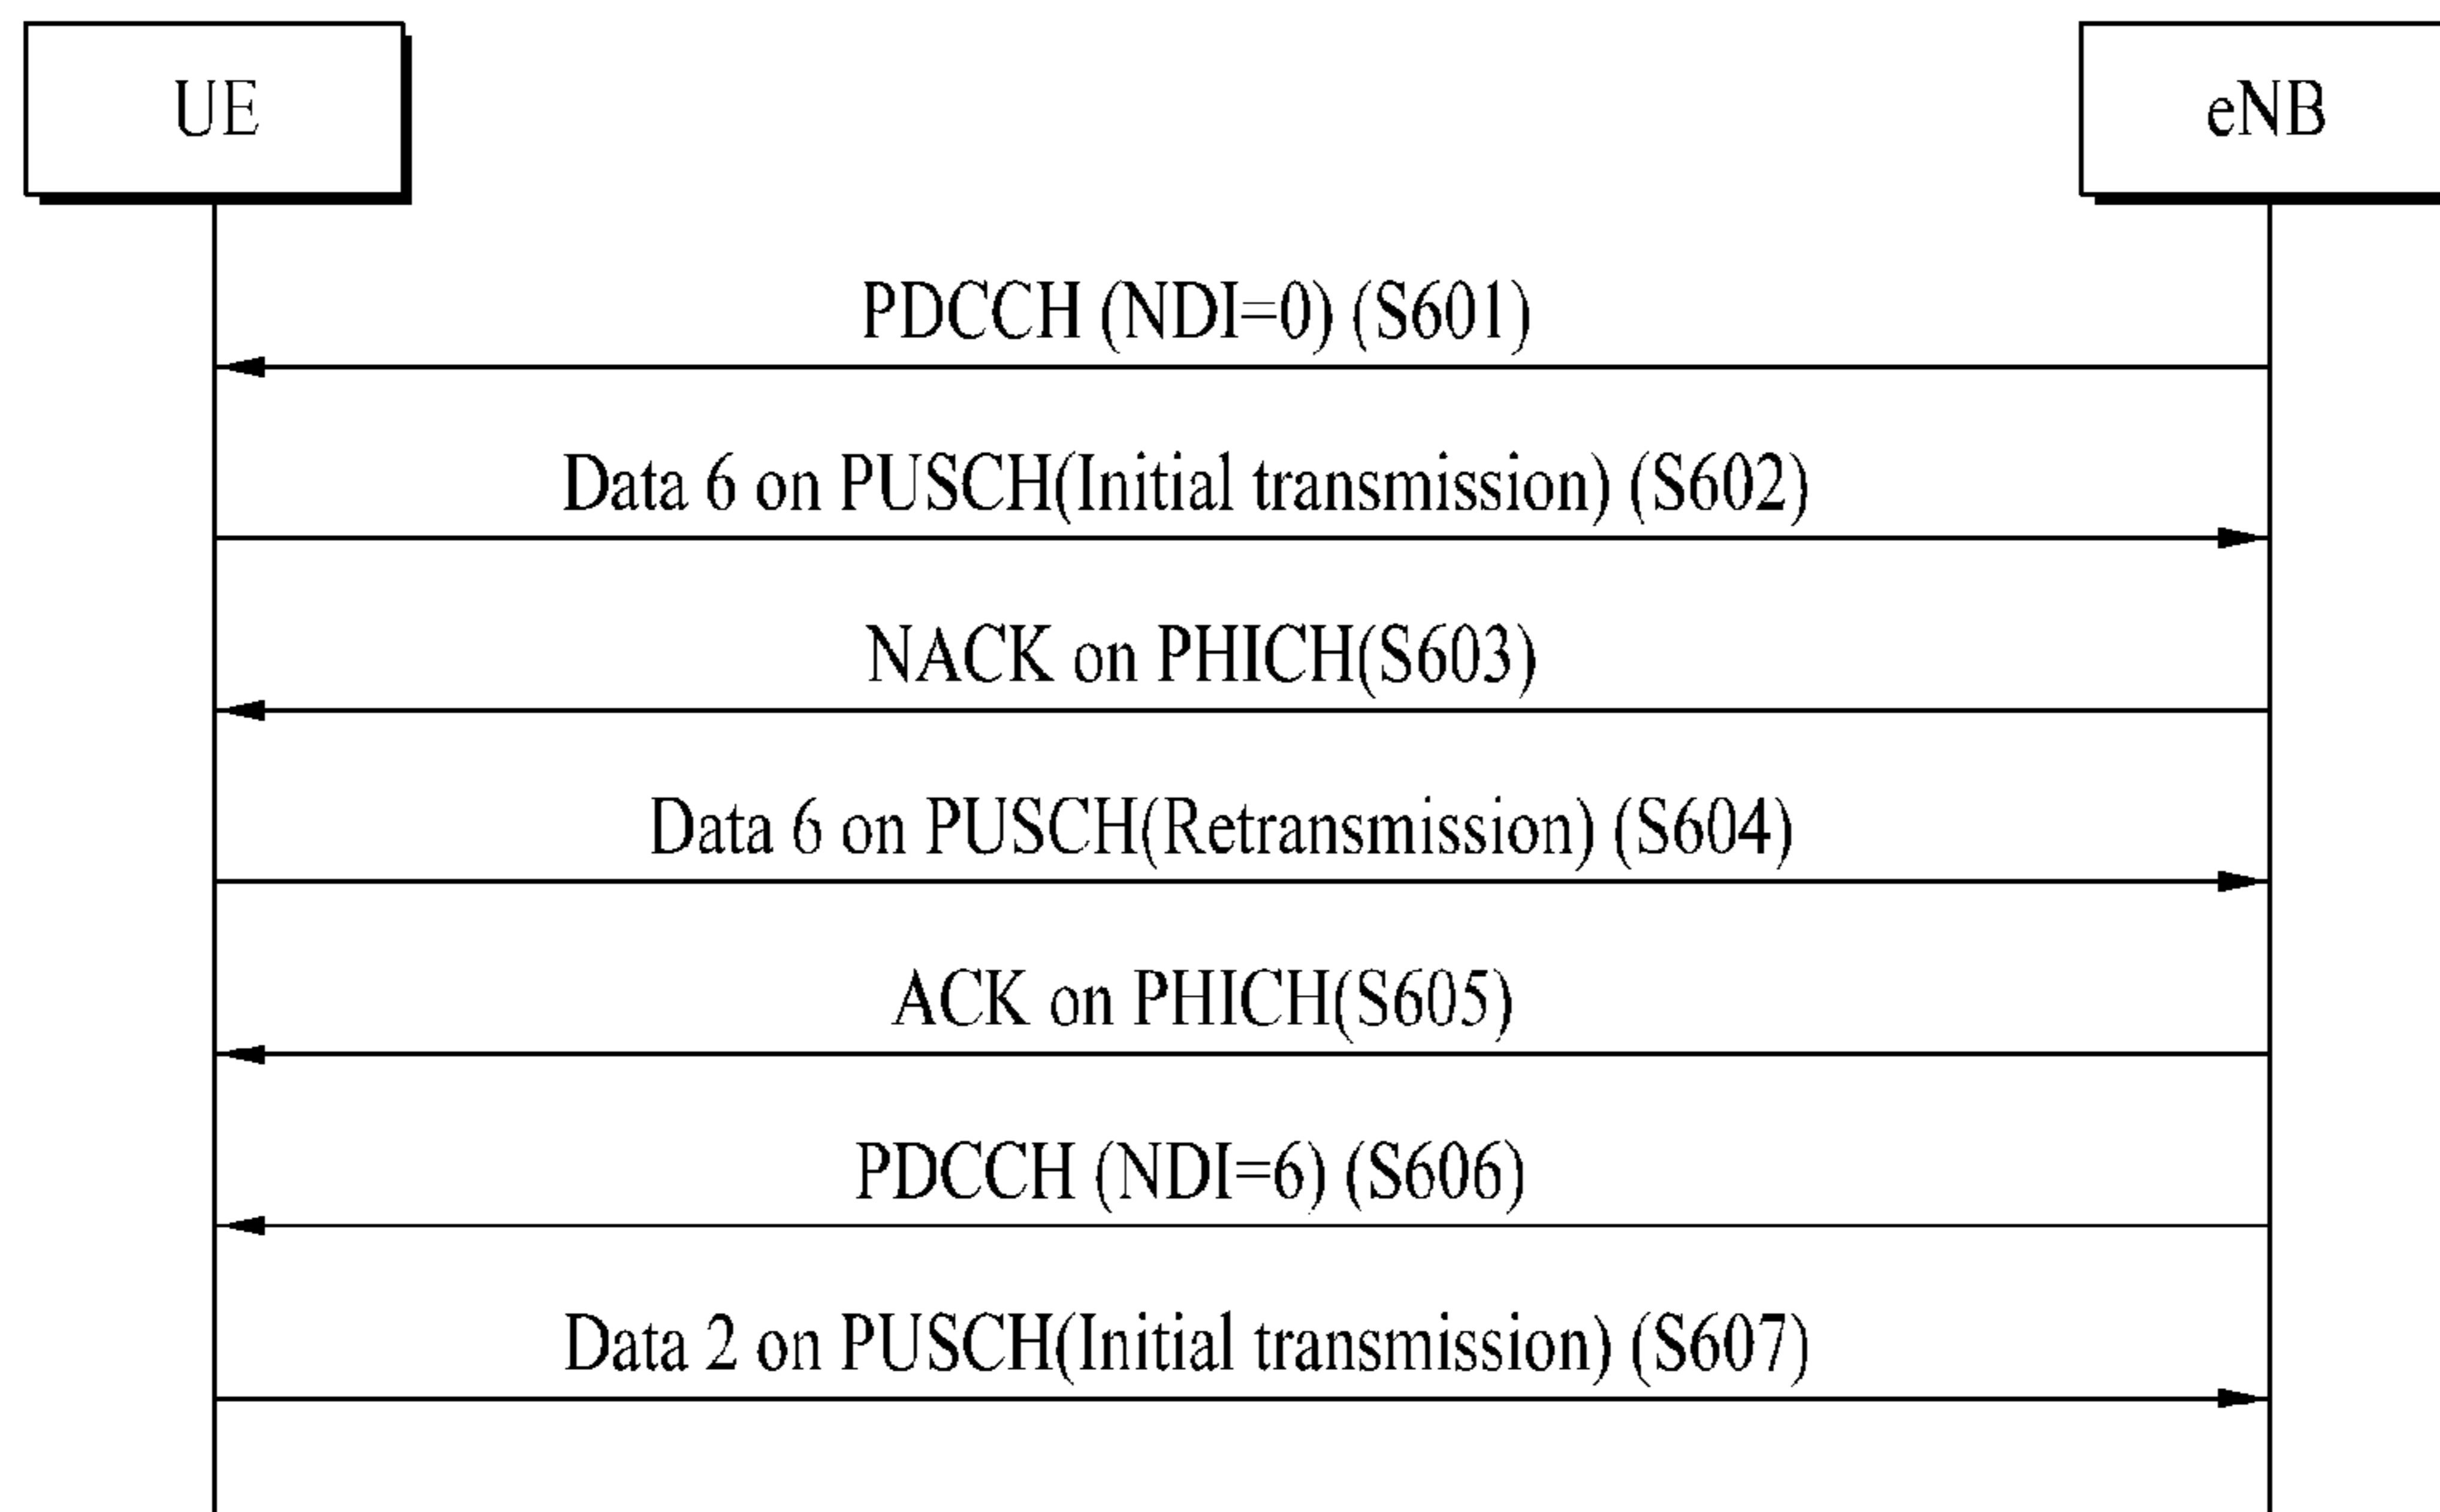 UE
eNB
PDCCH (NDI=0) (S601)
Data 6 on PUSCH(Initial transmission) (S602)
NACK on PHICH(S603)
Data 6 on PUSCH(Retransmission) (S604)
ACK on PHICH(S605)
PDCCH (NDI=6) (S606)
Data 2 on PUSCH(Initial transmission) (S607)